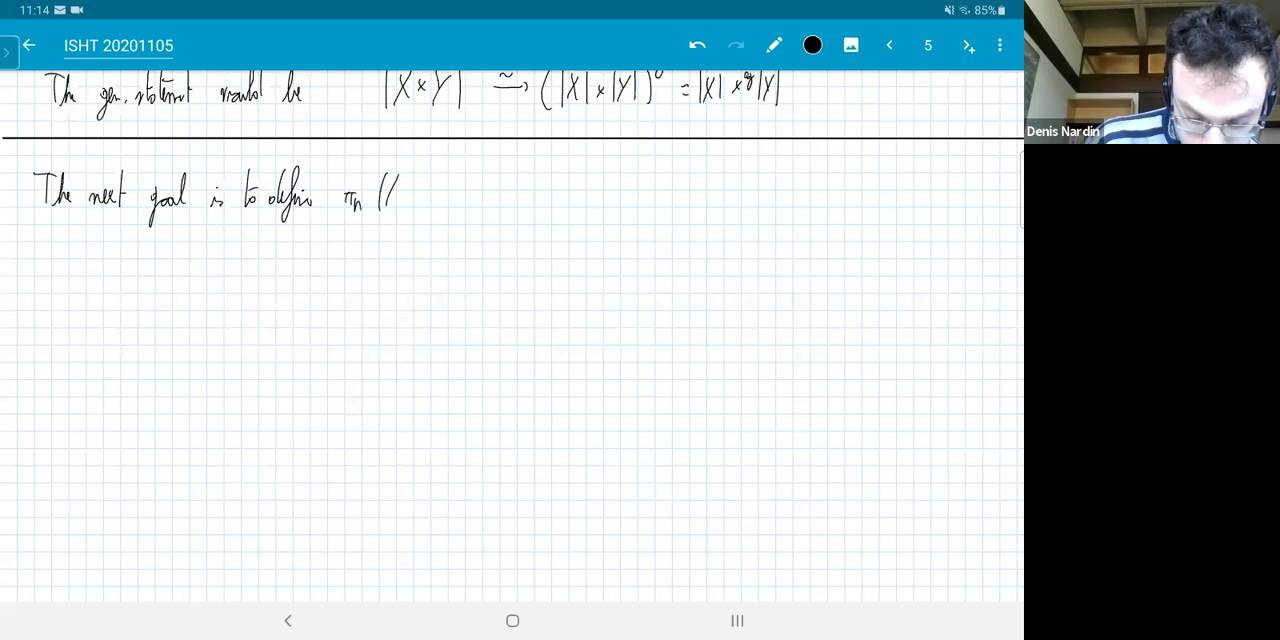 11:14 85%
ISHT 20201105 5
The gen. statement would be |X × Y| ~→ (|X| × |Y|) = |X| × |Y|
Denis Nardin
The next goal is to define πn (